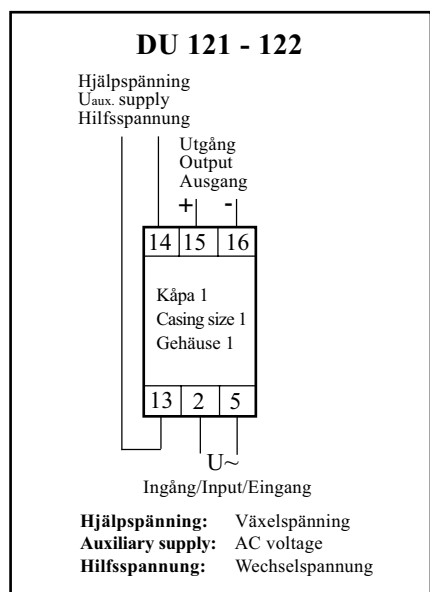 DU 121 - 122
Hjälpspänning
Uaux. supply
Hilfsspannung
Utgång
Output
Ausgang
+ -
14 15 16
Kåpa 1
Casing size 1
Gehäuse 1
13 2 5
U~
Ingång/Input/Eingang
Hjälpspänning: Växelspänning
Auxiliary supply: AC voltage
Hilfsspannung: Wechselspannung